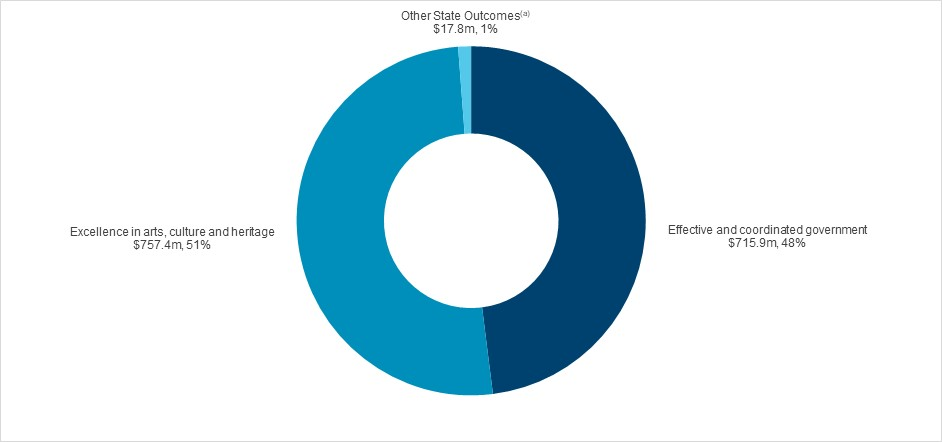 Other State Outcomes(a)
$17.8m, 1%
Excellence in arts, culture and heritage
$757.4m, 51%
Effective and coordinated government
$715.9m, 48%